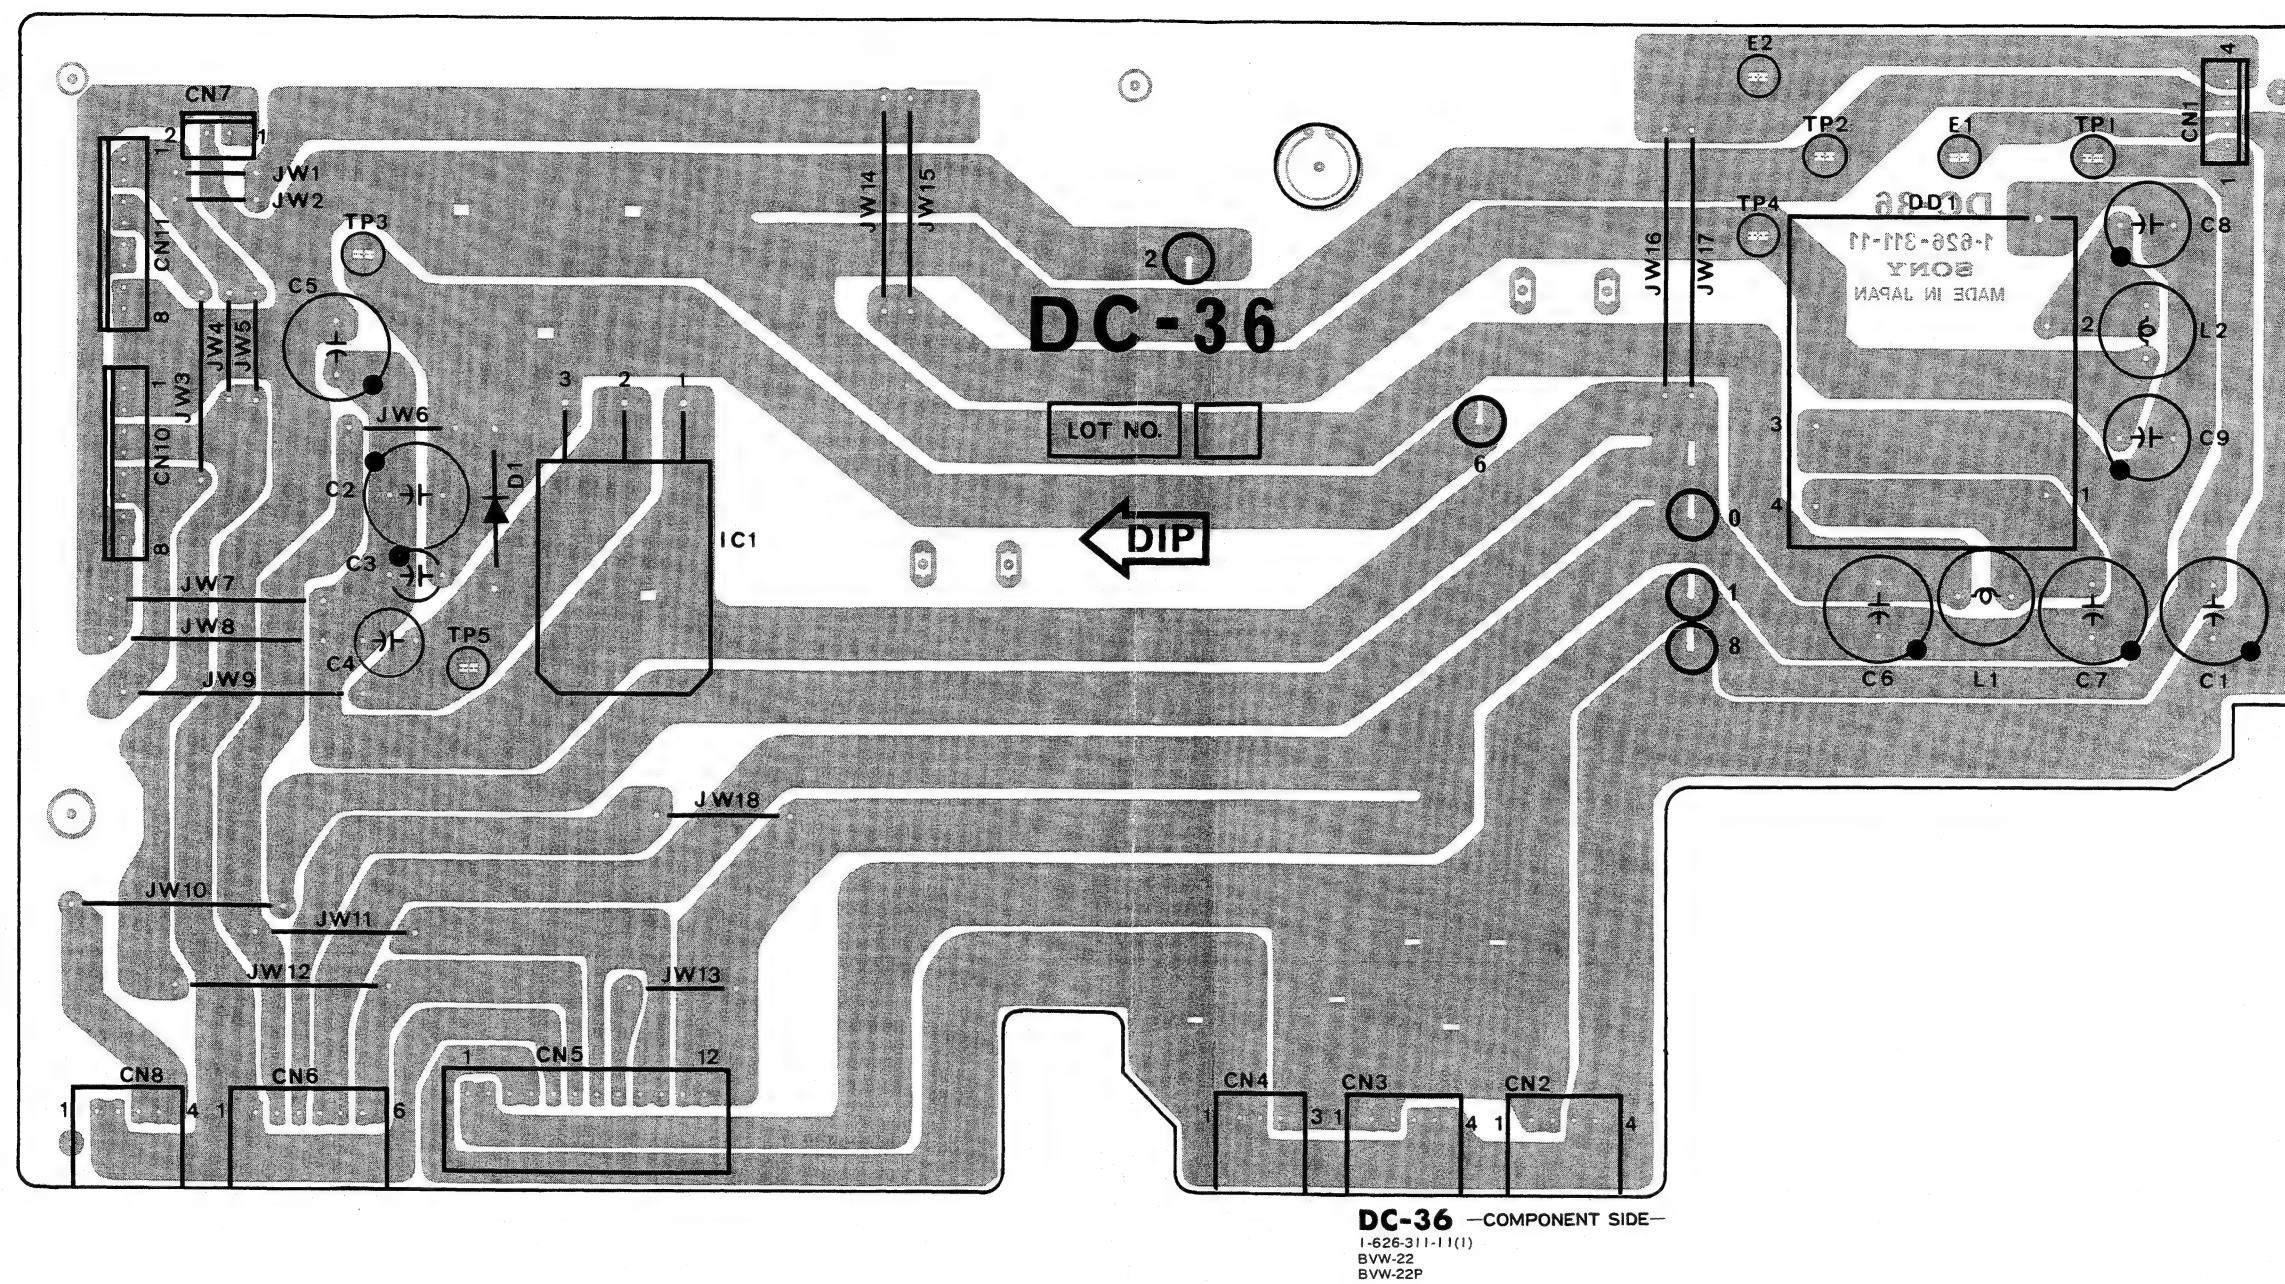 E2
4
CN7
CN1
2
1
TP2
E1
TP1
1
JW1
JW2
JW14
JW15
1
DC-36
DD1
TP4
TP3
CN11
C8
JW16
JW17
1-626-311-11
SONY
MADE IN JAPAN
2
C5
8
DC-36
2
L2
JW4
JW5
JW3
1
3
2
1
JW6
LOT NO.
3
C9
CN10
D1
6
C2
1
4
0
DIP
IC1
8
C3
JW7
1
JW8
TP5
8
C4
JW9
C6
L1
C7
C1
JW18
JW10
JW11
JW12
JW13
1
CN5
12
CN8
CN6
CN4
CN3
CN2
1
4
1
6
1
3
1
4
1
4
DC-36 —COMPONENT SIDE—
1-626-311-11(1)
BVW-22
BVW-22P